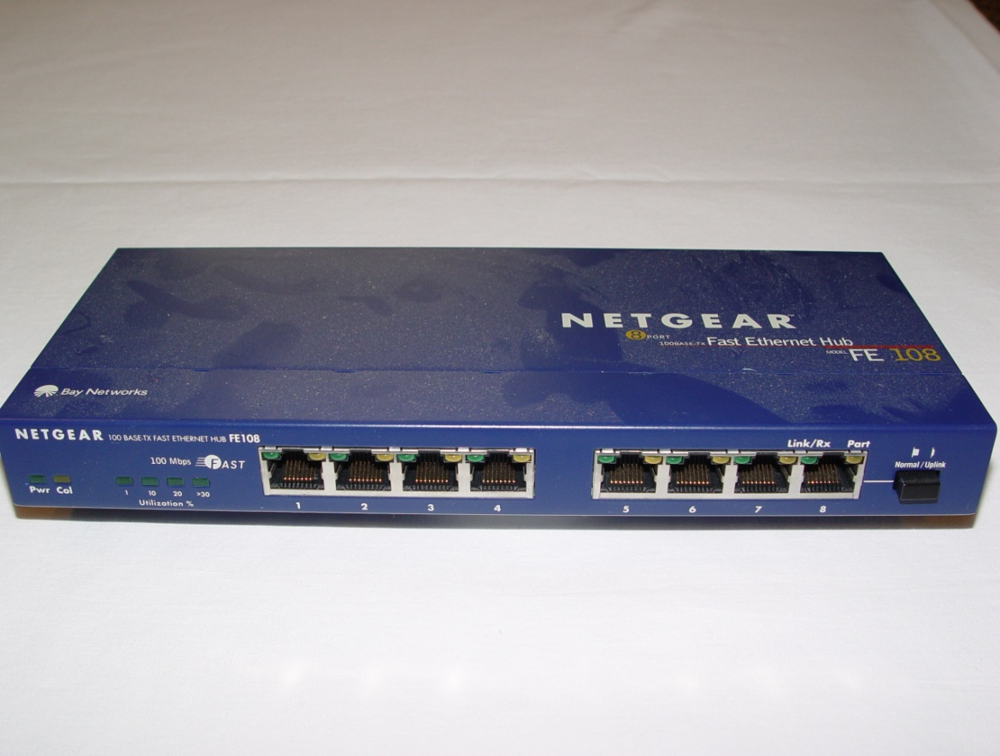 NETGEAR™
8 PORT
100BASE-TX Fast Ethernet Hub
MODEL FE 108
Bay Networks
NETGEAR 100 BASE-TX FAST ETHERNET HUB FE108
100 Mbps FAST
Link/Rx Part
Normal / Uplink
Pwr Col
1 10 20 >30
Utilization %
1 2 3 4 5 6 7 8